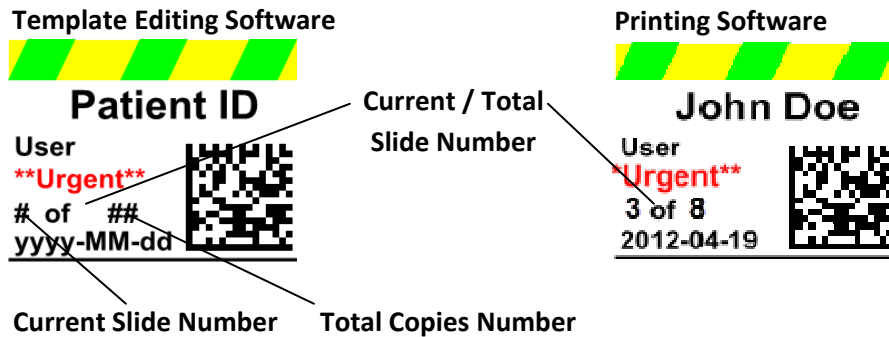 Template Editing Software
Patient ID
User
**Urgent**
# of ##
yyyy-MM-dd
Current / Total
Slide Number
Current Slide Number
Total Copies Number
Printing Software
John Doe
User
*Urgent**
3 of 8
2012-04-19